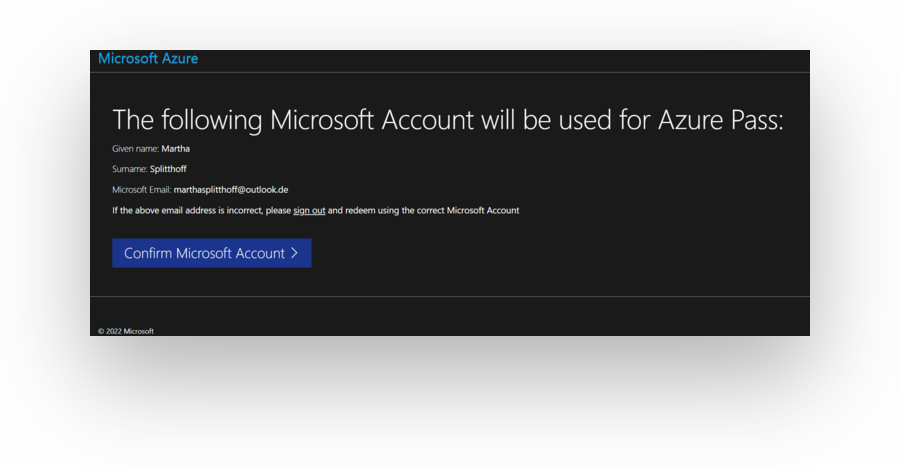 Microsoft Azure
The following Microsoft Account will be used for Azure Pass:
Given name: Martha
Surname: Splitthoff
Microsoft Email: marthasplitthoff@outlook.de
If the above email address is incorrect, please sign out and redeem using the correct Microsoft Account
Confirm Microsoft Account >
© 2022 Microsoft